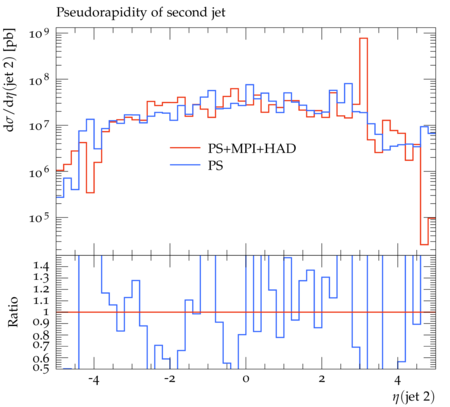 Pseudorapidity of second jet
dσ/dη(jet 2) [pb]
10⁹
10⁸
10⁷
10⁶
10⁵
PS+MPI+HAD
PS
Ratio
1.4
1.3
1.2
1.1
1
0.9
0.8
0.7
0.6
0.5
-4 -2 0 2 4
η(jet 2)